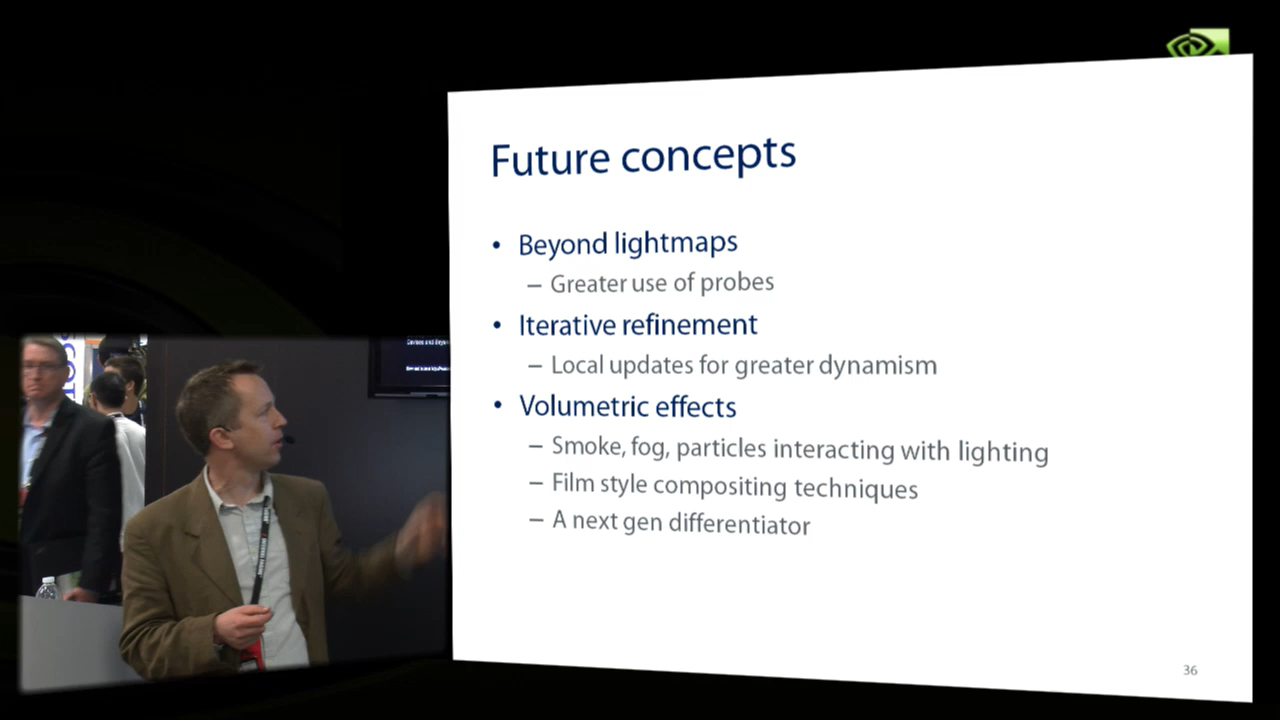 Future concepts
• Beyond lightmaps
– Greater use of probes
• Iterative refinement
– Local updates for greater dynamism
• Volumetric effects
– Smoke, fog, particles interacting with lighting
– Film style compositing techniques
– A next gen differentiator
36